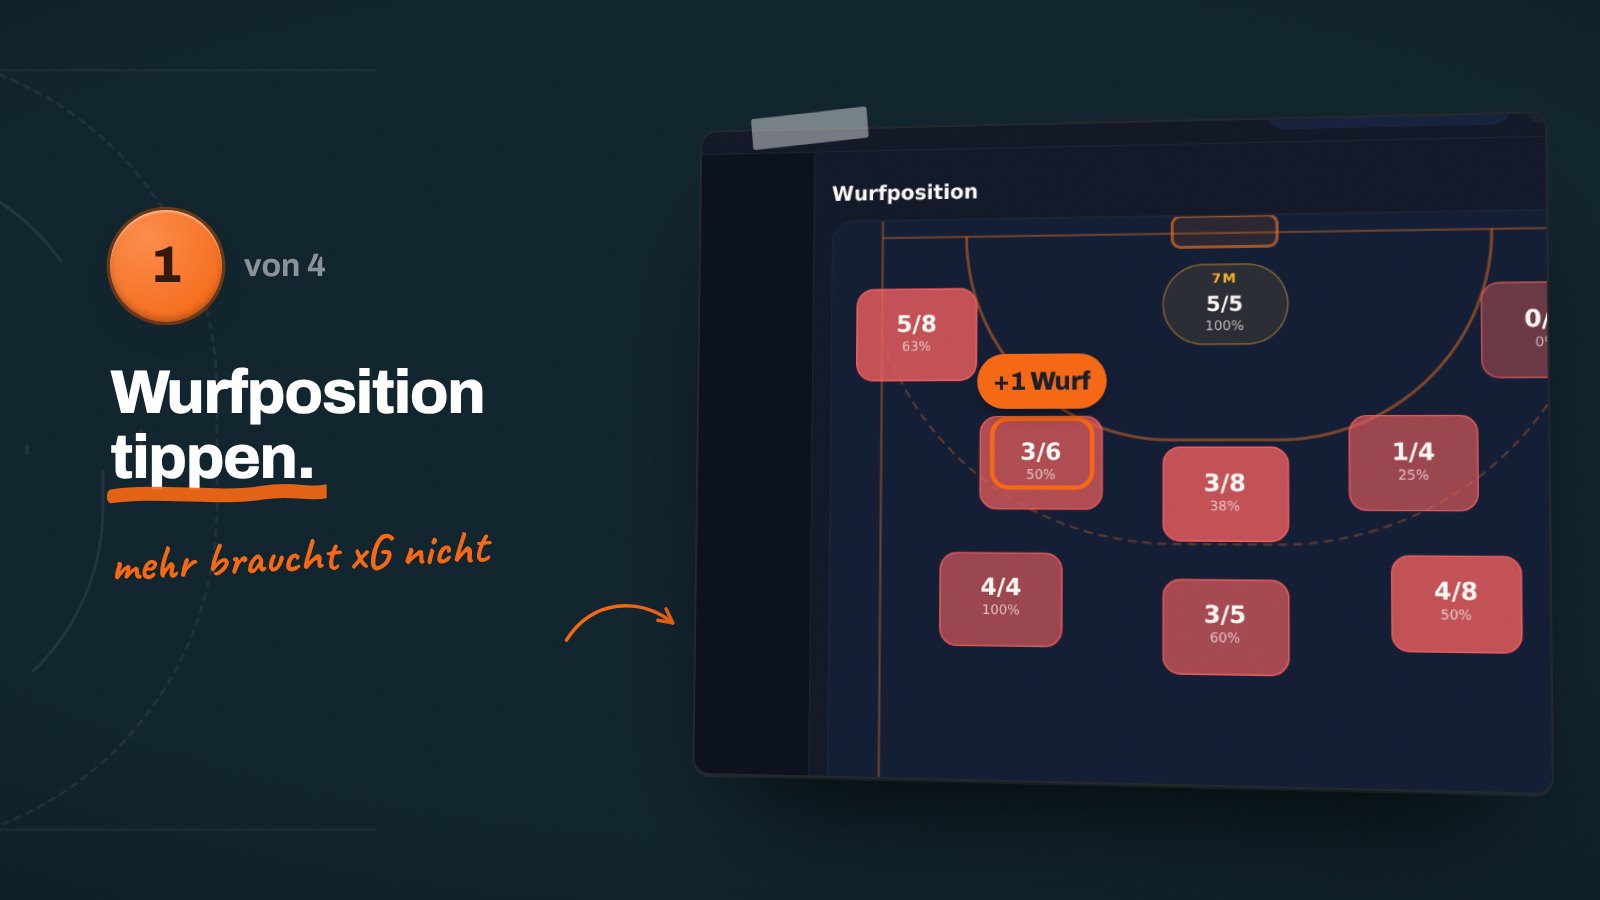 1
von 4
Wurfposition
tippen.
mehr braucht xG nicht
Wurfposition
7M
5/5
100%
5/8
63%
+1 Wurf
3/6
50%
3/8
38%
1/4
25%
4/4
100%
3/5
60%
4/8
50%